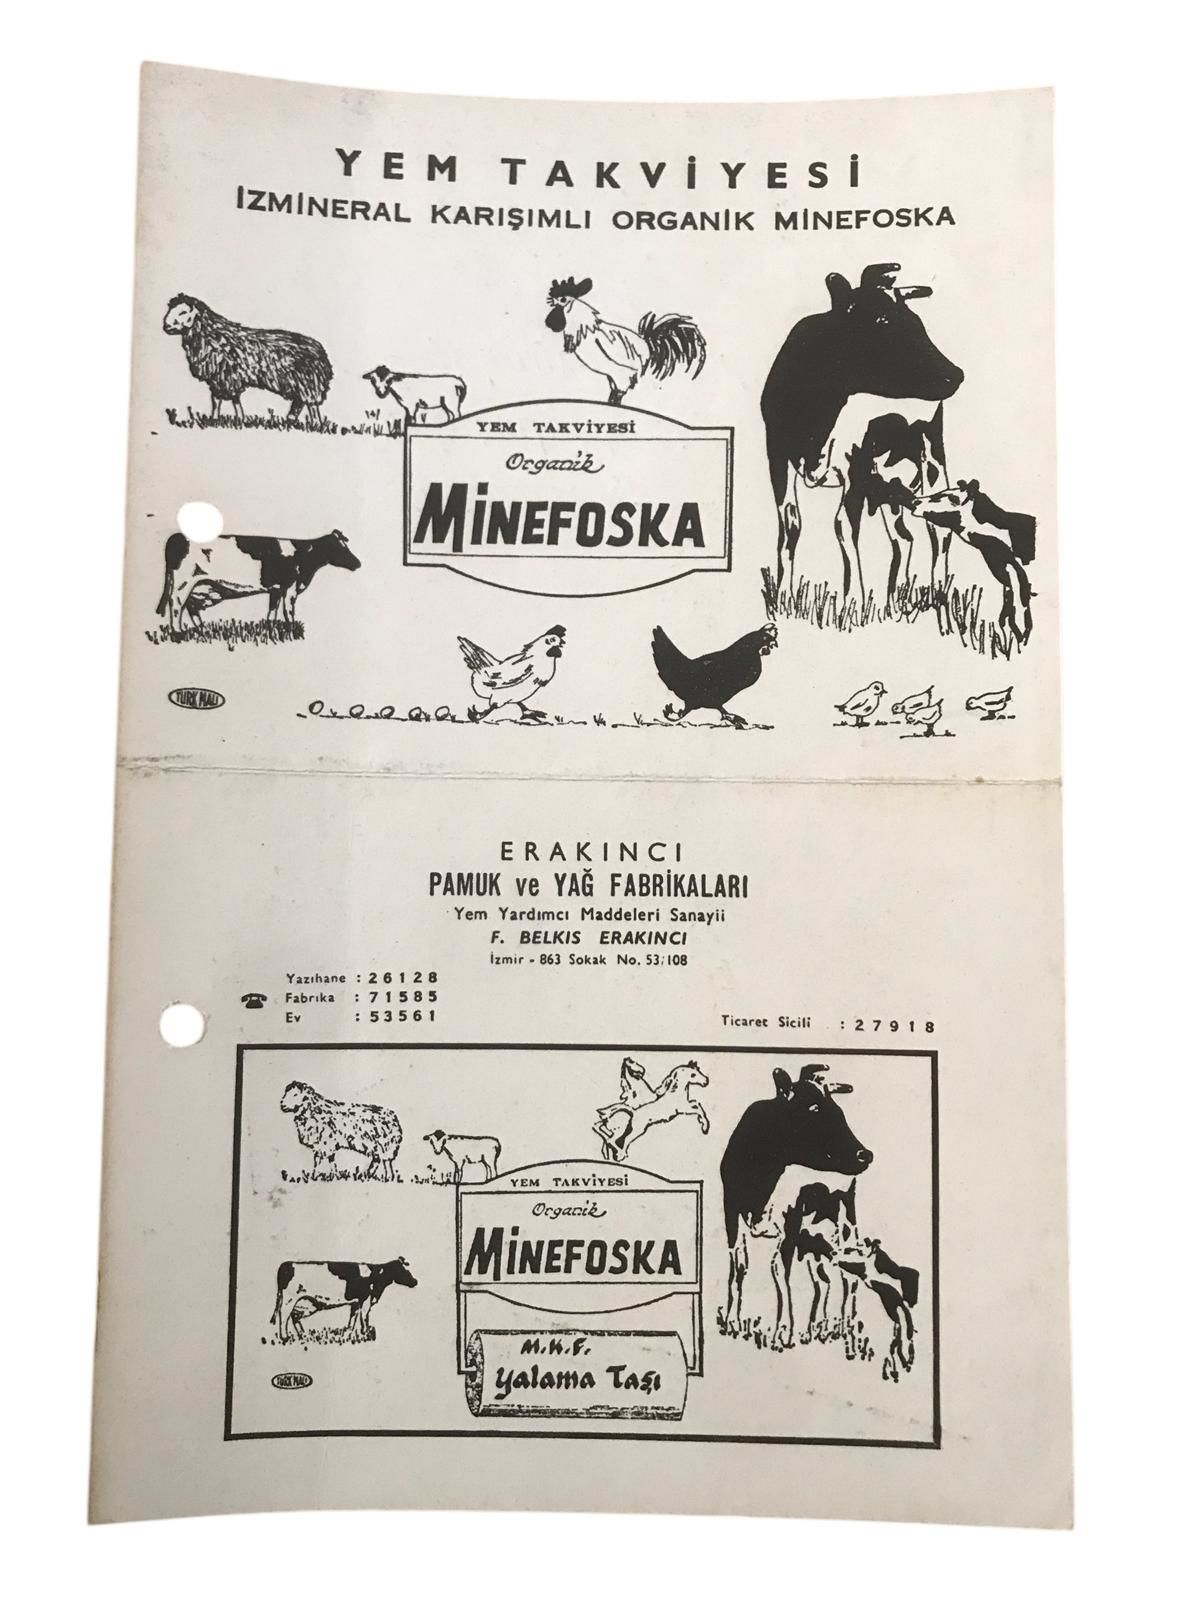 YEM TAKVİYESİ
İZMİNERAL KARIŞIMLI ORGANİK MİNEFOSKA
YEM TAKVİYESİ
Organik
MİNEFOSKA
TÜRK MALI
ERAKINCI
PAMUK ve YAĞ FABRİKALARI
Yem Yardımcı Maddeleri Sanayii
F. BELKIS ERAKINCI
İzmir - 863 Sokak No. 53/108
Yazıhane : 26128
Fabrika : 71585
Ev : 53561
Ticaret Sicili : 27918
YEM TAKVİYESİ
Organik
MİNEFOSKA
M.K.F.
Yalama Taşı
TÜRK MALI